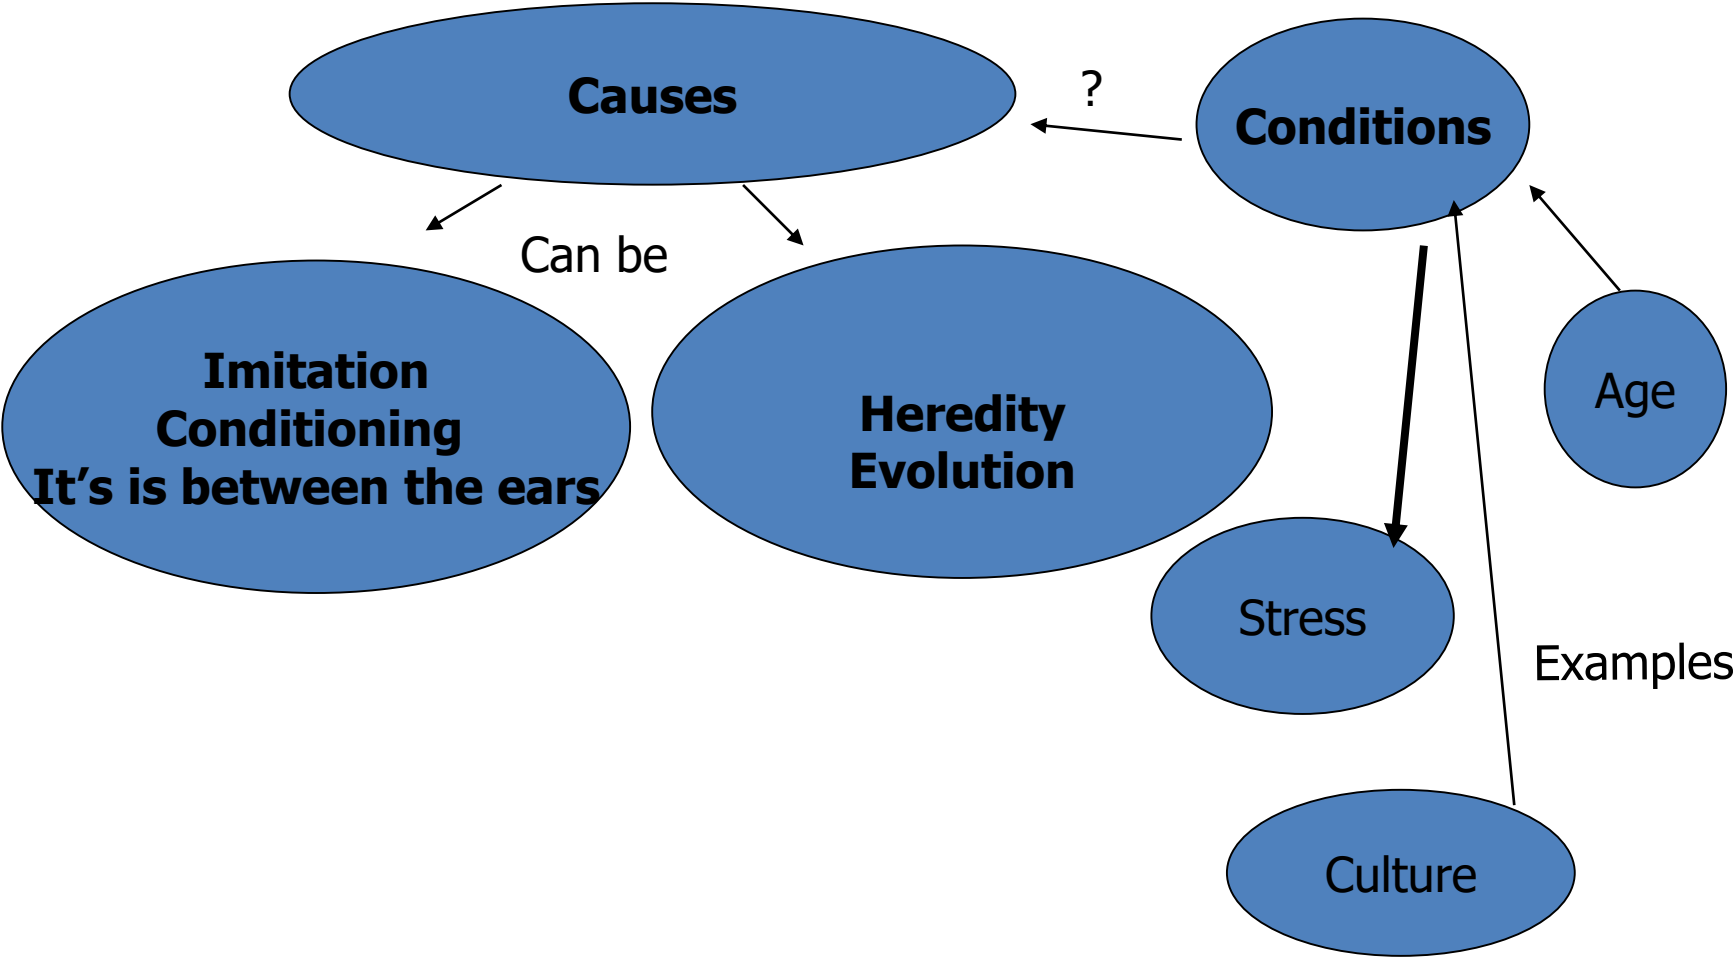 Causes
?
Conditions
Can be
Imitation
Conditioning
It’s is between the ears
Heredity
Evolution
Age
Stress
Examples
Culture